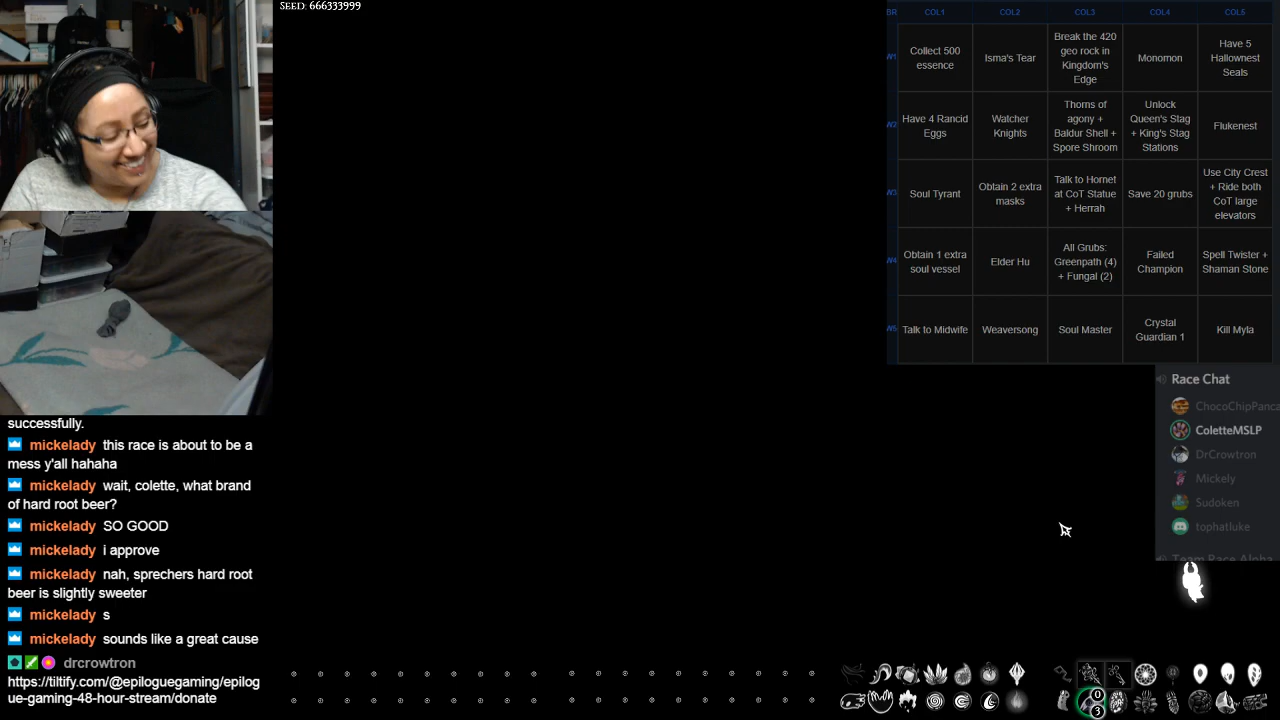 SEED: 666333999
BR COL1 COL2 COL3 COL4 COL5
Collect 500 essence
Isma's Tear
Break the 420 geo rock in Kingdom's Edge
Monomon
Have 5 Hallownest Seals
Have 4 Rancid Eggs
Watcher Knights
Thorns of agony + Baldur Shell + Spore Shroom
Unlock Queen's Stag + King's Stag Stations
Flukenest
Soul Tyrant
Obtain 2 extra masks
Talk to Hornet at CoT Statue + Herrah
Save 20 grubs
Use City Crest + Ride both CoT large elevators
Obtain 1 extra soul vessel
Elder Hu
All Grubs: Greenpath (4) + Fungal (2)
Failed Champion
Spell Twister + Shaman Stone
Talk to Midwife
Weaversong
Soul Master
Crystal Guardian 1
Kill Myla
Race Chat
ChocoChipPanca
ColetteMSLP
DrCrowtron
Mickely
Sudoken
tophatluke
Team Race Alpha
successfully.
mickelady this race is about to be a
mess y'all hahaha
mickelady wait, colette, what brand
of hard root beer?
mickelady SO GOOD
mickelady i approve
mickelady nah, sprechers hard root
beer is slightly sweeter
mickelady s
mickelady sounds like a great cause
drcrowtron
https://tiltify.com/@epiloguegaming/epilog
ue-gaming-48-hour-stream/donate
0
3